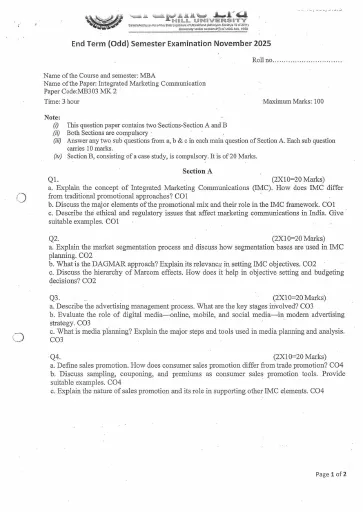 Graphic Era
HILL UNIVERSITY
End Term (Odd) Semester Examination November 2025
Roll no..............................
Name of the Course and semester: MBA
Name of the Paper: Integrated Marketing Communication
Paper Code:MB303 MK 2
Time: 3 hour Maximum Marks: 100
Note:
(i) This question paper contains two Sections-Section A and B
(ii) Both Sections are compulsory
(iii) Answer any two sub questions from a, b & c in each main question of Section A. Each sub question
carries 10 marks.
(iv) Section B, consisting of a case study, is compulsory. It is of 20 Marks.
Section A
Q1. (2X10=20 Marks)
a. Explain the concept of Integrated Marketing Communications (IMC). How does IMC differ
from traditional promotional approaches? CO1
b. Discuss the major elements of the promotional mix and their role in the IMC framework. CO1
c. Describe the ethical and regulatory issues that affect marketing communications in India. Give
suitable examples. CO1
Q2. (2X10=20 Marks)
a. Explain the market segmentation process and discuss how segmentation bases are used in IMC
planning. CO2
b. What is the DAGMAR approach? Explain its relevance in setting IMC objectives. CO2
c. Discuss the hierarchy of Marcom effects. How does it help in objective setting and budgeting
decisions? CO2
Q3. (2X10=20 Marks)
a. Describe the advertising management process. What are the key stages involved? CO3
b. Evaluate the role of digital media—online, mobile, and social media—in modern advertising
strategy. CO3
c. What is media planning? Explain the major steps and tools used in media planning and analysis.
CO3
Q4. (2X10=20 Marks)
a. Define sales promotion. How does consumer sales promotion differ from trade promotion? CO4
b. Discuss sampling, couponing, and premiums as consumer sales promotion tools. Provide
suitable examples. CO4
c. Explain the nature of sales promotion and its role in supporting other IMC elements. CO4
Page 1 of 2